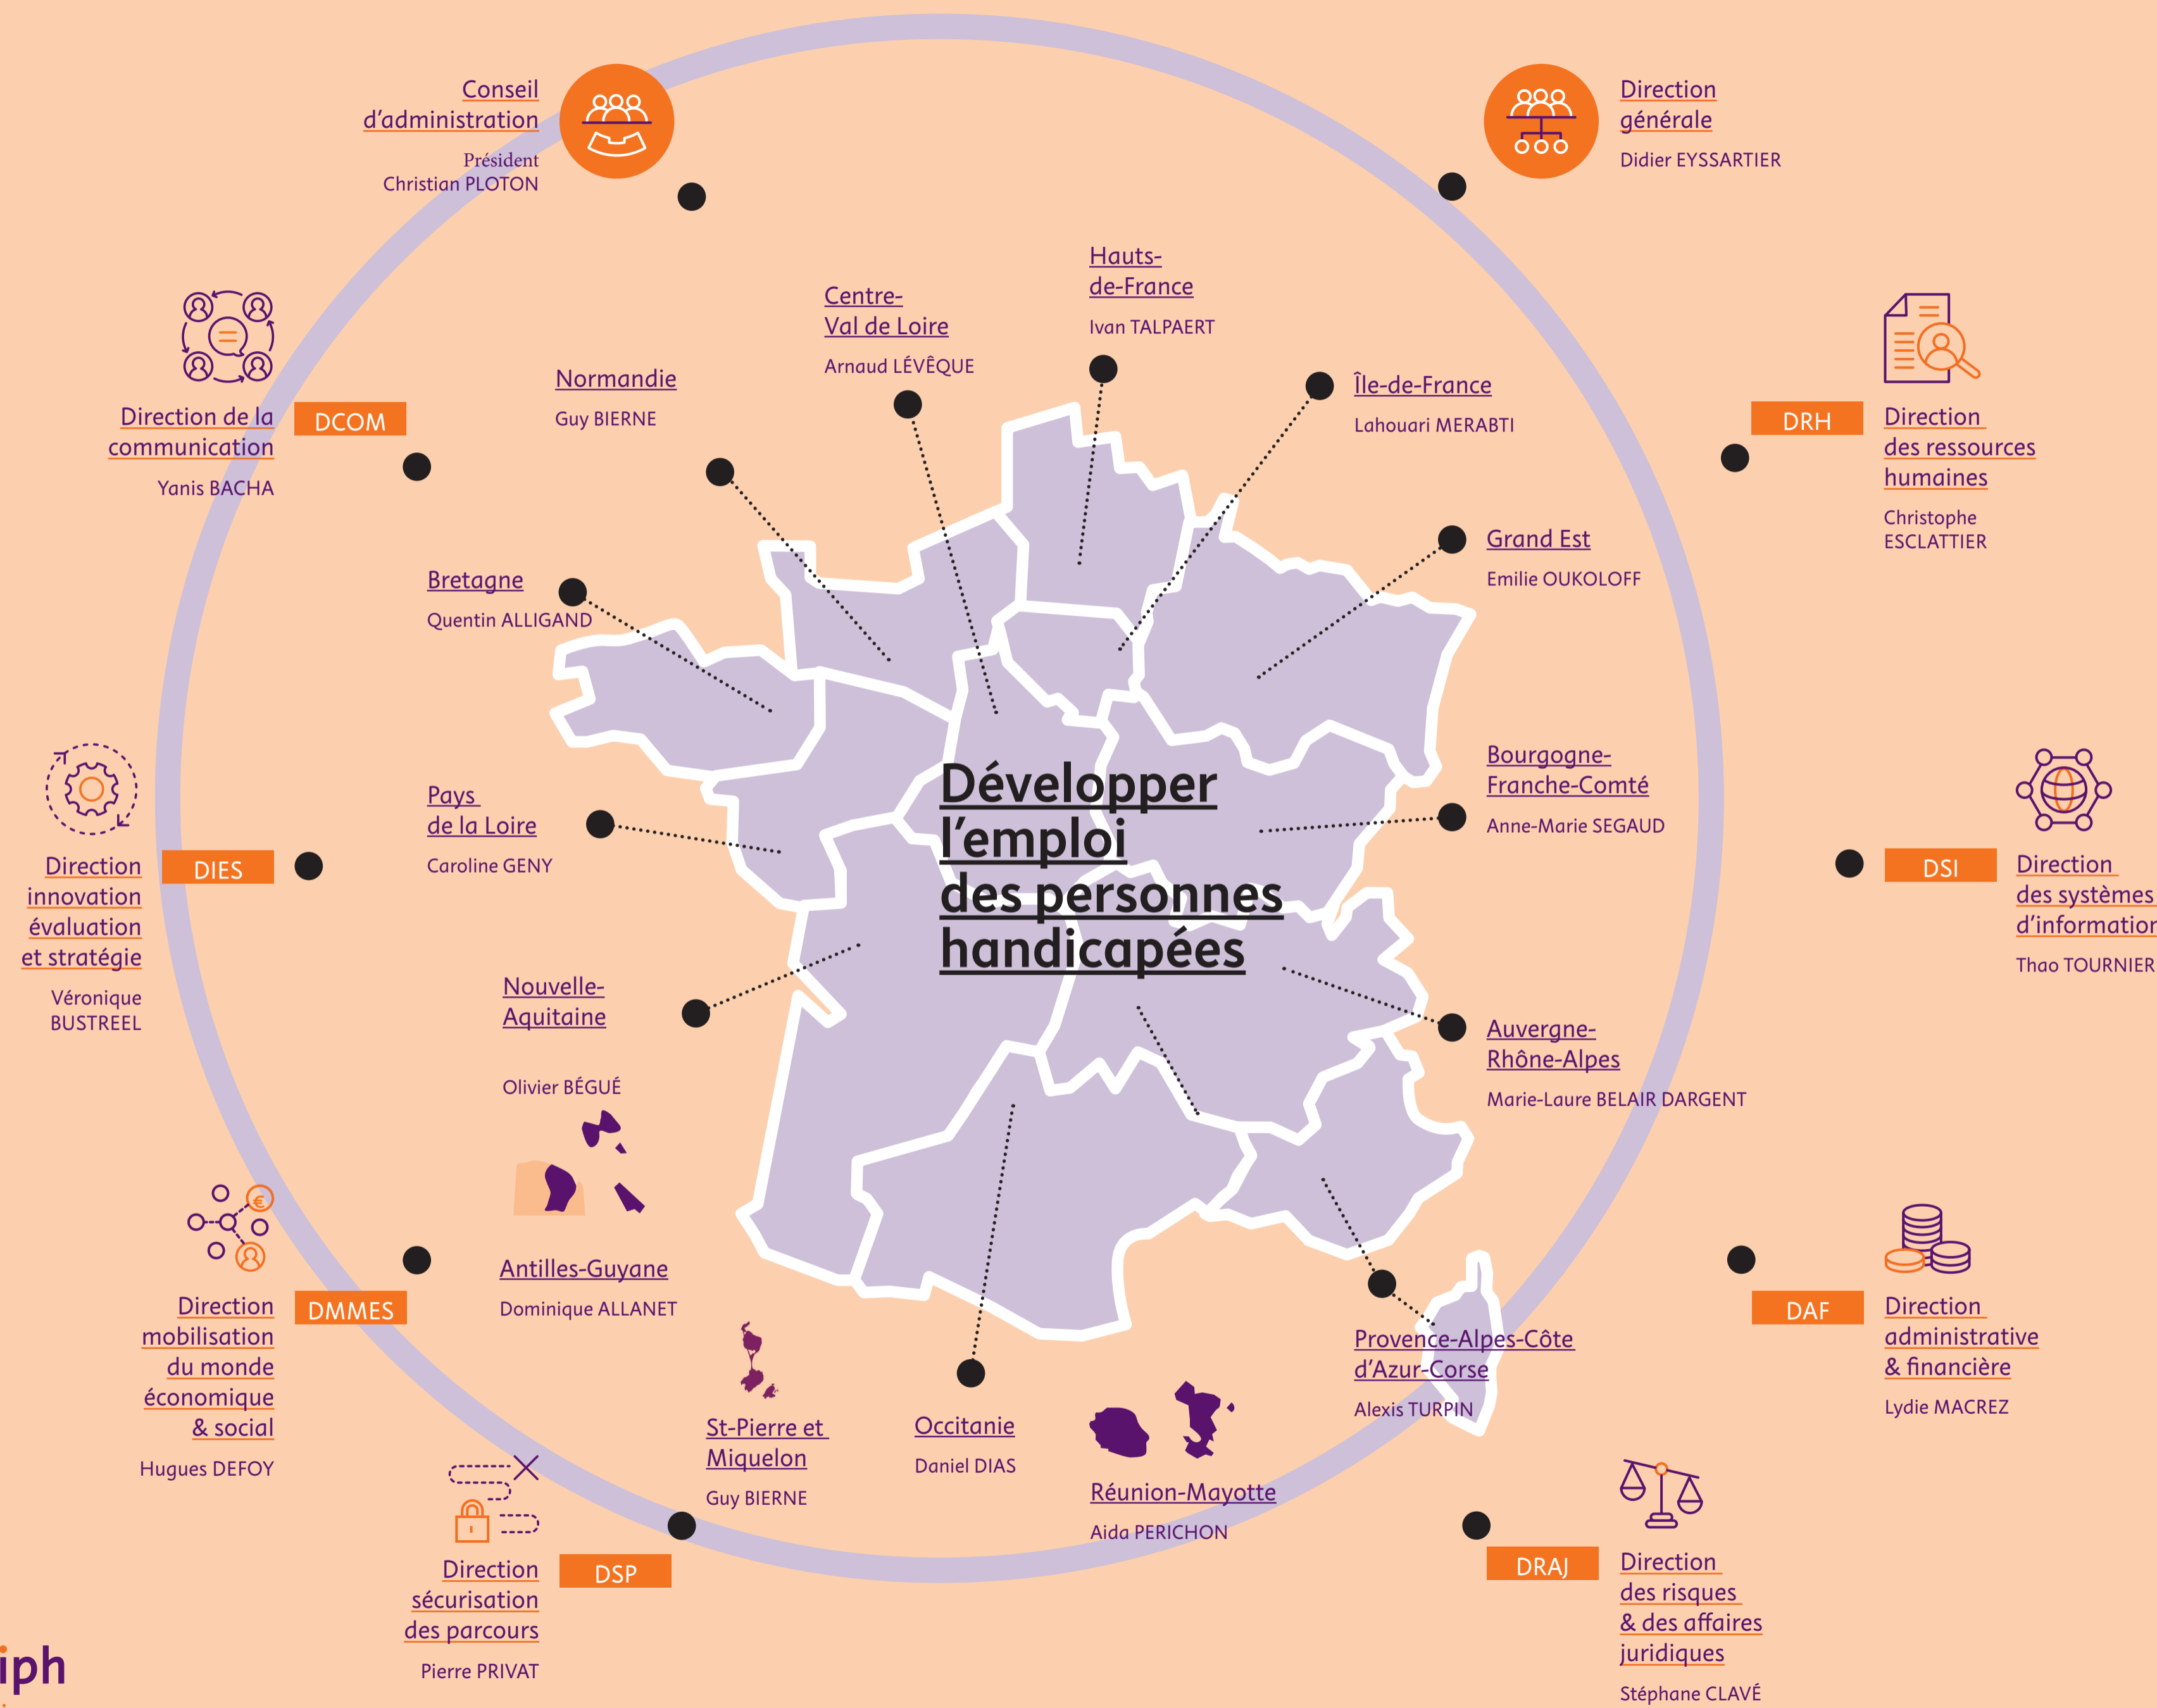 Conseil
d'administration
Président
Christian PLOTON
Direction
générale
Didier EYSSARTIER
Hauts-
de-France
Ivan TALPAERT
Centre-
Val de Loire
Arnaud LÉVÊQUE
Normandie
Guy BIERNE
Île-de-France
Lahouari MERABTI
Direction de la
communication
DCOM
Yanis BACHA
DRH
Direction
des ressources
humaines
Christophe
ESCLATTIER
Grand Est
Emilie OUKOLOFF
Bretagne
Quentin ALLIGAND
Bourgogne-
Franche-Comté
Anne-Marie SEGAUD
Pays
de la Loire
Caroline GENY
Développer
l'emploi
des personnes
handicapées
Direction
innovation
évaluation
et stratégie
DIES
Véronique
BUSTREEL
DSI
Direction
des systèmes
d'information
Thao TOURNIER
Nouvelle-
Aquitaine
Olivier BÉGUÉ
Auvergne-
Rhône-Alpes
Marie-Laure BELAIR DARGENT
Antilles-Guyane
Dominique ALLANET
Direction
mobilisation
du monde
économique
& social
DMMES
Hugues DEFOY
DAF
Direction
administrative
& financière
Lydie MACREZ
Provence-Alpes-Côte
d'Azur-Corse
Alexis TURPIN
St-Pierre et
Miquelon
Guy BIERNE
Occitanie
Daniel DIAS
Réunion-Mayotte
Aida PERICHON
Direction
sécurisation
des parcours
DSP
Pierre PRIVAT
DRAJ
Direction
des risques
& des affaires
juridiques
Stéphane CLAVÉ
iph